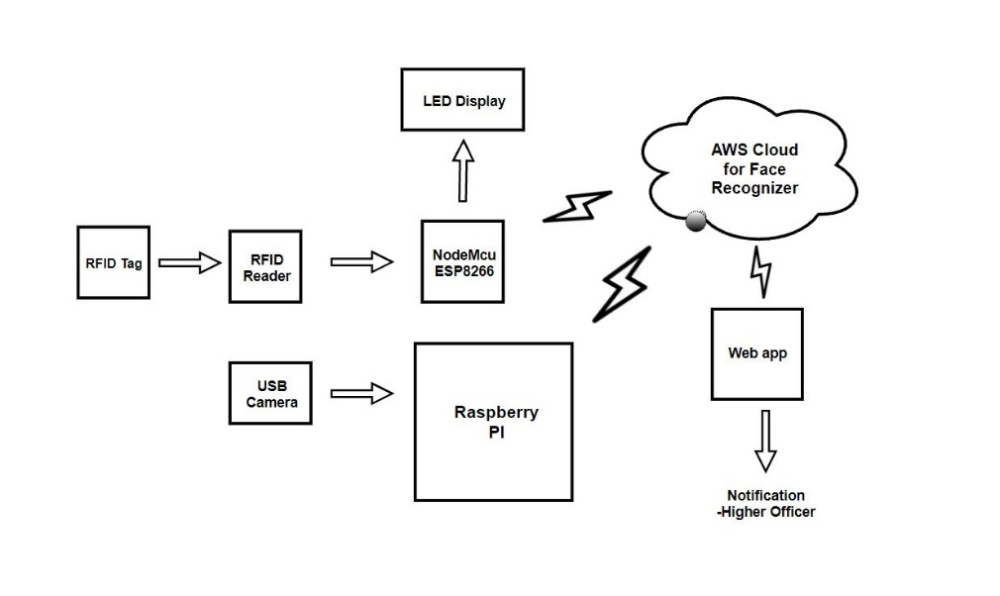 LED Display
AWS Cloud
for Face
Recognizer
RFID Tag
RFID
Reader
NodeMcu
ESP8266
USB
Camera
Raspberry
PI
Web app
Notification
-Higher Officer